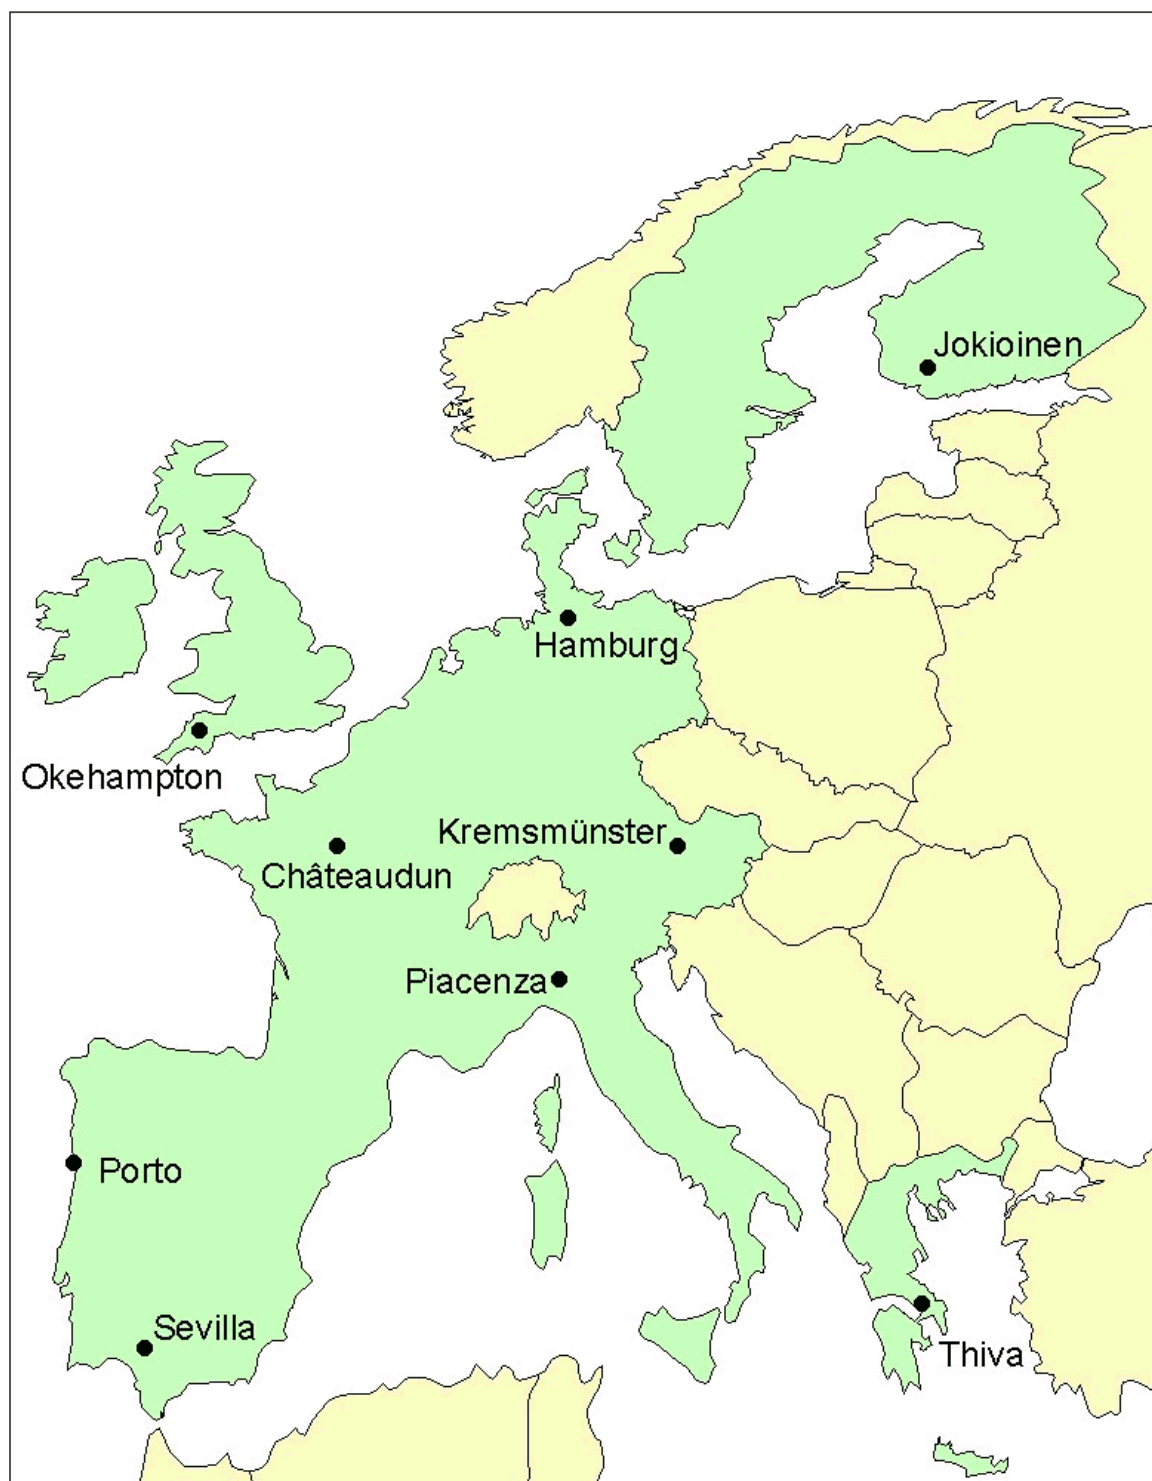 Jokioinen
Hamburg
Okehampton
Kremsmünster
Châteaudun
Piacenza
Porto
Sevilla
Thiva